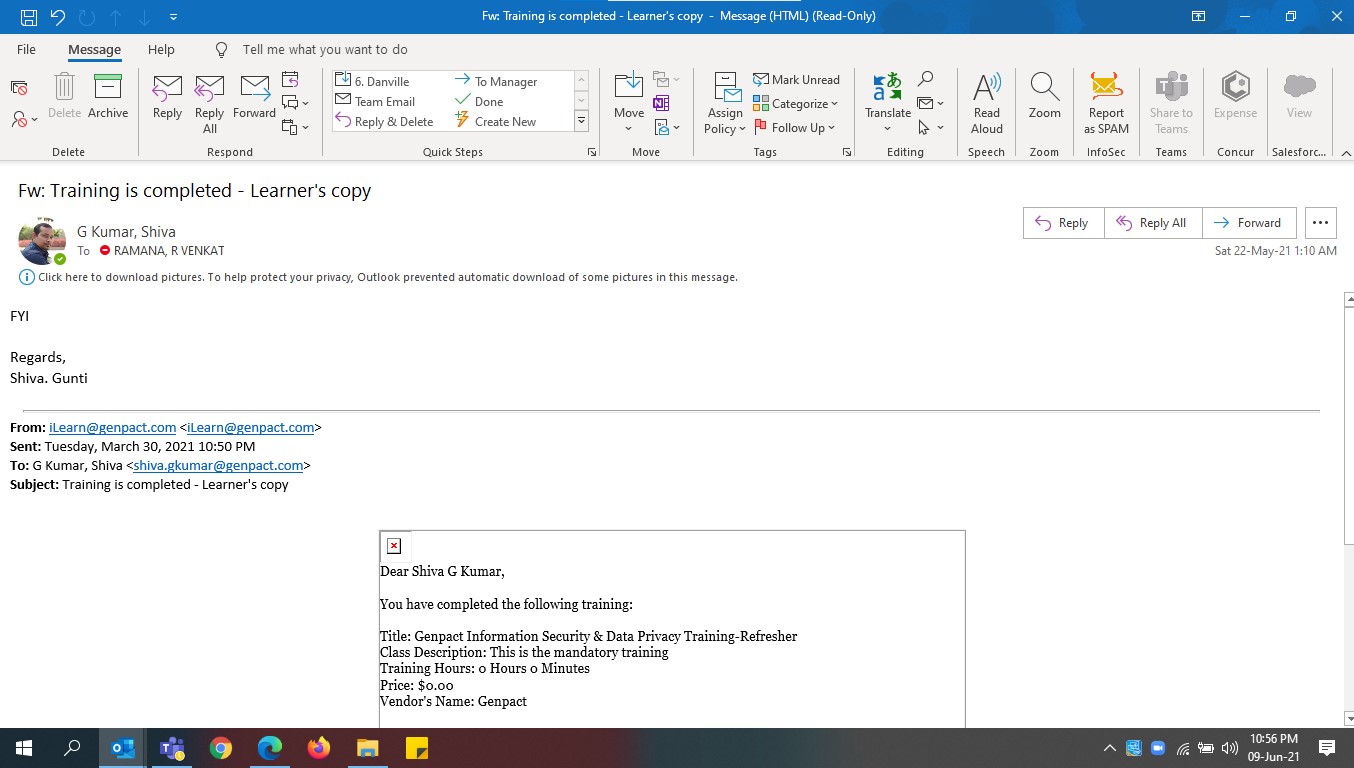 Fw: Training is completed - Learner's copy - Message (HTML) (Read-Only)
File Message Help Tell me what you want to do
Delete Archive
Delete
Reply Reply All Forward
Respond
6. Danville To Manager
Team Email Done
Reply & Delete Create New
Quick Steps
Move
Move
Assign Policy
Mark Unread
Categorize
Follow Up
Tags
Translate
Editing
Read Aloud
Speech
Zoom
Zoom
Report as SPAM
InfoSec
Share to Teams
Teams
Expense
Concur
View
Salesforc...
Fw: Training is completed - Learner's copy
G Kumar, Shiva
To RAMANA, R VENKAT
Reply Reply All Forward
Sat 22-May-21 1:10 AM
Click here to download pictures. To help protect your privacy, Outlook prevented automatic download of some pictures in this message.
FYI
Regards,
Shiva. Gunti
From: iLearn@genpact.com <iLearn@genpact.com>
Sent: Tuesday, March 30, 2021 10:50 PM
To: G Kumar, Shiva <shiva.gkumar@genpact.com>
Subject: Training is completed - Learner's copy
Dear Shiva G Kumar,
You have completed the following training:
Title: Genpact Information Security & Data Privacy Training-Refresher
Class Description: This is the mandatory training
Training Hours: 0 Hours 0 Minutes
Price: $0.00
Vendor's Name: Genpact
10:56 PM
09-Jun-21